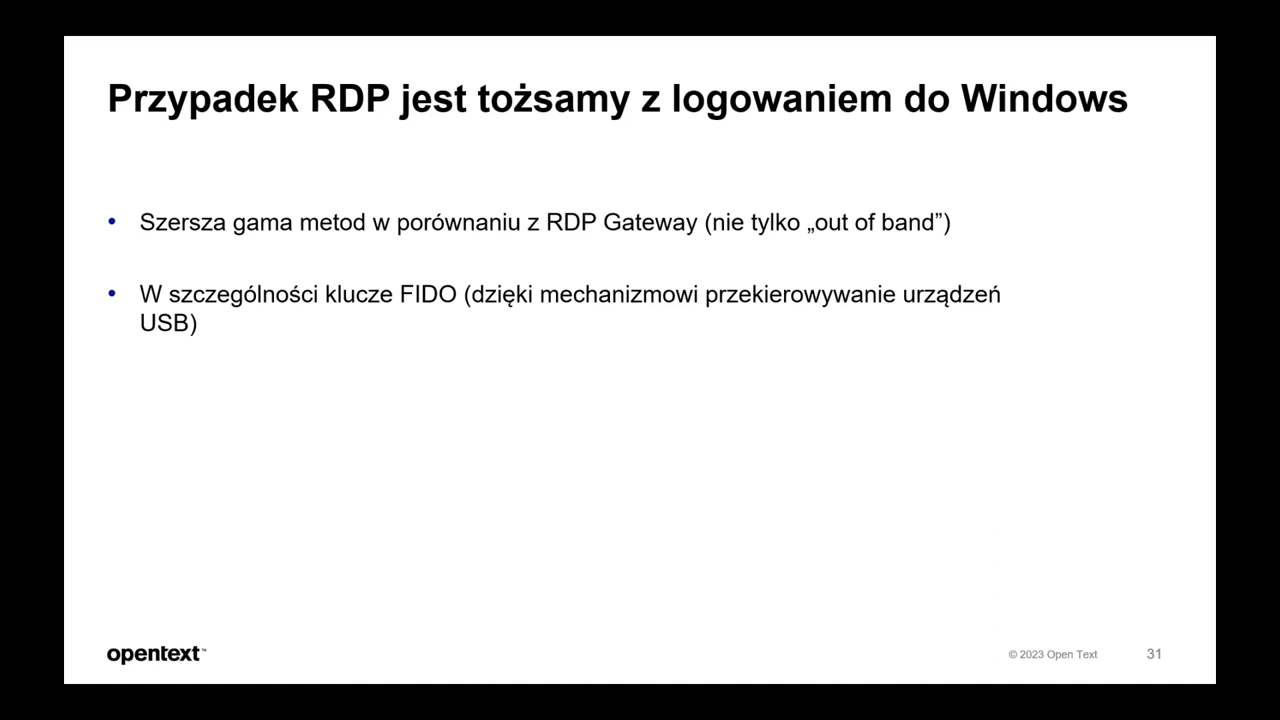 Przypadek RDP jest tożsamy z logowaniem do Windows
• Szersza gama metod w porównaniu z RDP Gateway (nie tylko „out of band”)
• W szczególności klucze FIDO (dzięki mechanizmowi przekierowywanie urządzeń
USB)
opentext™
© 2023 Open Text
31